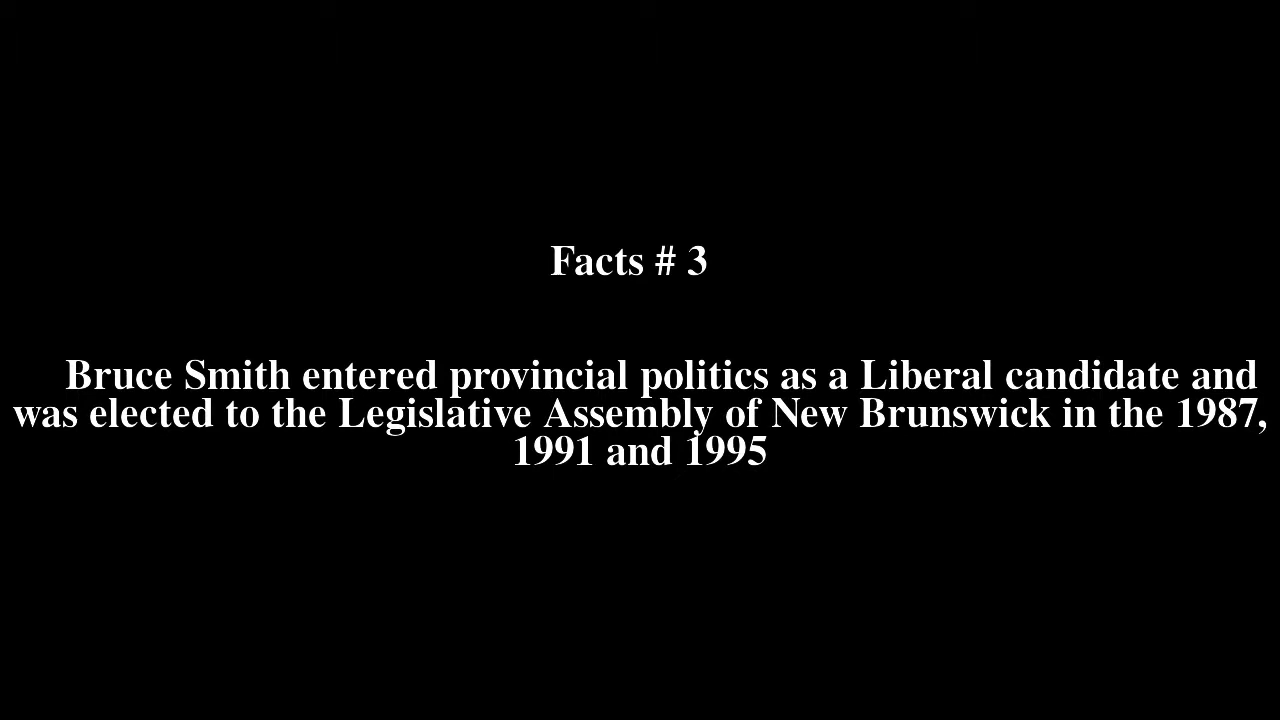 Facts # 3
Bruce Smith entered provincial politics as a Liberal candidate and
was elected to the Legislative Assembly of New Brunswick in the 1987,
1991 and 1995